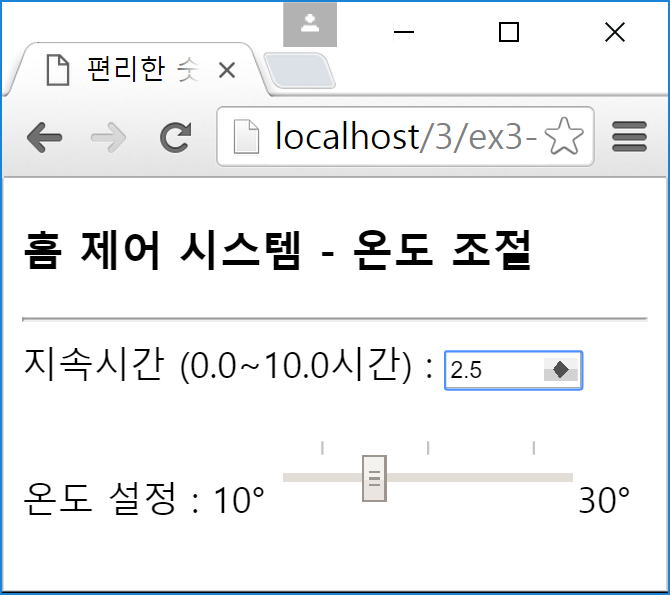 편리한 숫
localhost/3/ex3-
홈 제어 시스템 - 온도 조절
지속시간 (0.0~10.0시간) : 2.5
온도 설정 : 10° 30°